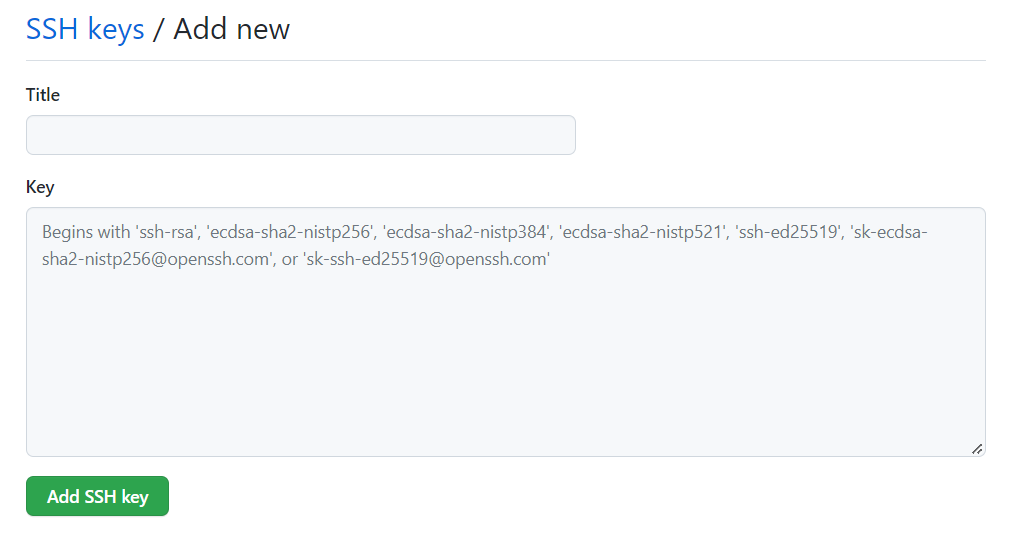 SSH keys / Add new
Title
Key
Begins with 'ssh-rsa', 'ecdsa-sha2-nistp256', 'ecdsa-sha2-nistp384', 'ecdsa-sha2-nistp521', 'ssh-ed25519', 'sk-ecdsa-
sha2-nistp256@openssh.com', or 'sk-ssh-ed25519@openssh.com'
Add SSH key